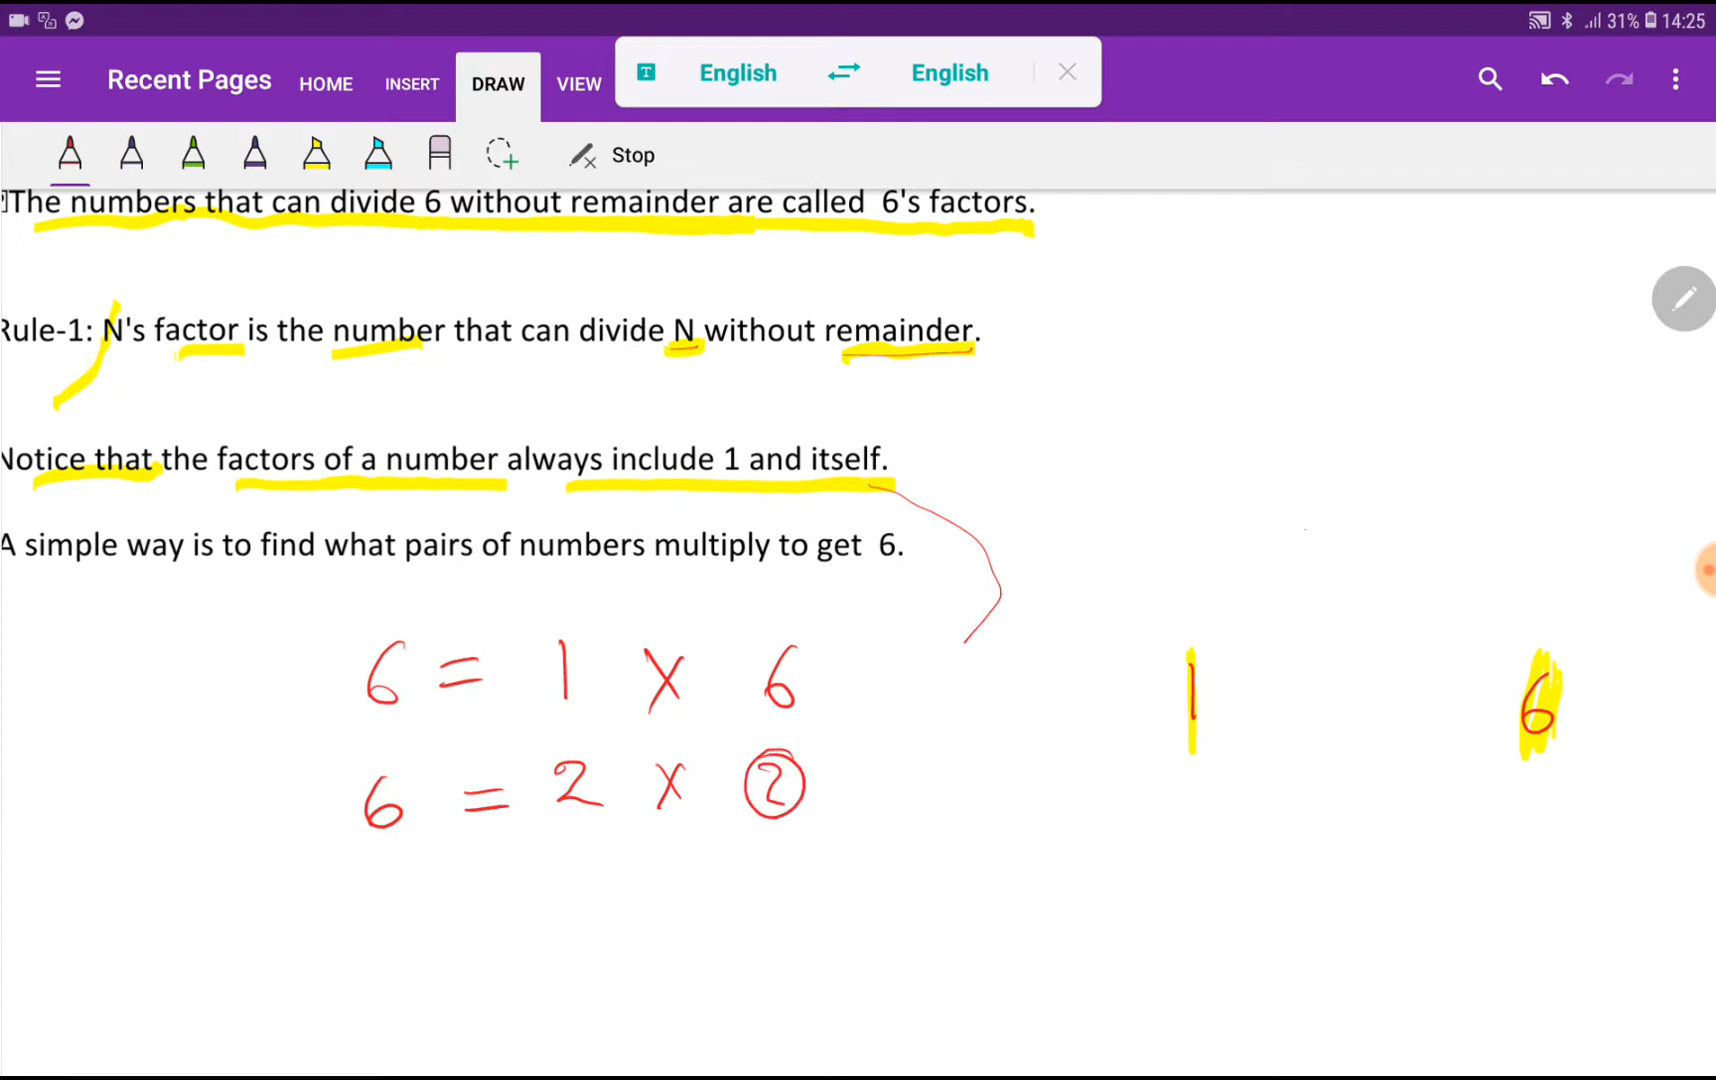 31% 14:25
Recent Pages HOME INSERT DRAW VIEW English English
Stop
The numbers that can divide 6 without remainder are called 6's factors.
Rule-1: N's factor is the number that can divide N without remainder.
Notice that the factors of a number always include 1 and itself.
A simple way is to find what pairs of numbers multiply to get 6.
6 = 1 X 6
1 6
6 = 2 X ?